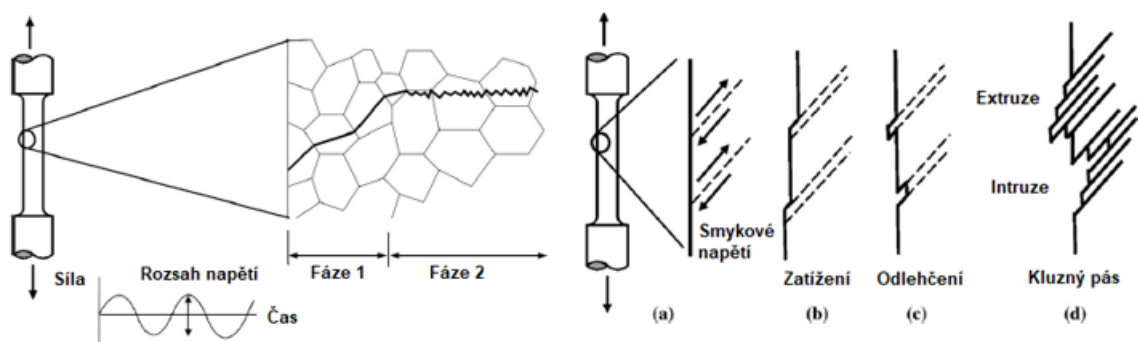 Fáze 1
Fáze 2
Síla
Rozsah napětí
Čas
Smykové
napětí
Zatížení
Odlehčení
Extruze
Intruze
Kluzný pás
(a)
(b)
(c)
(d)